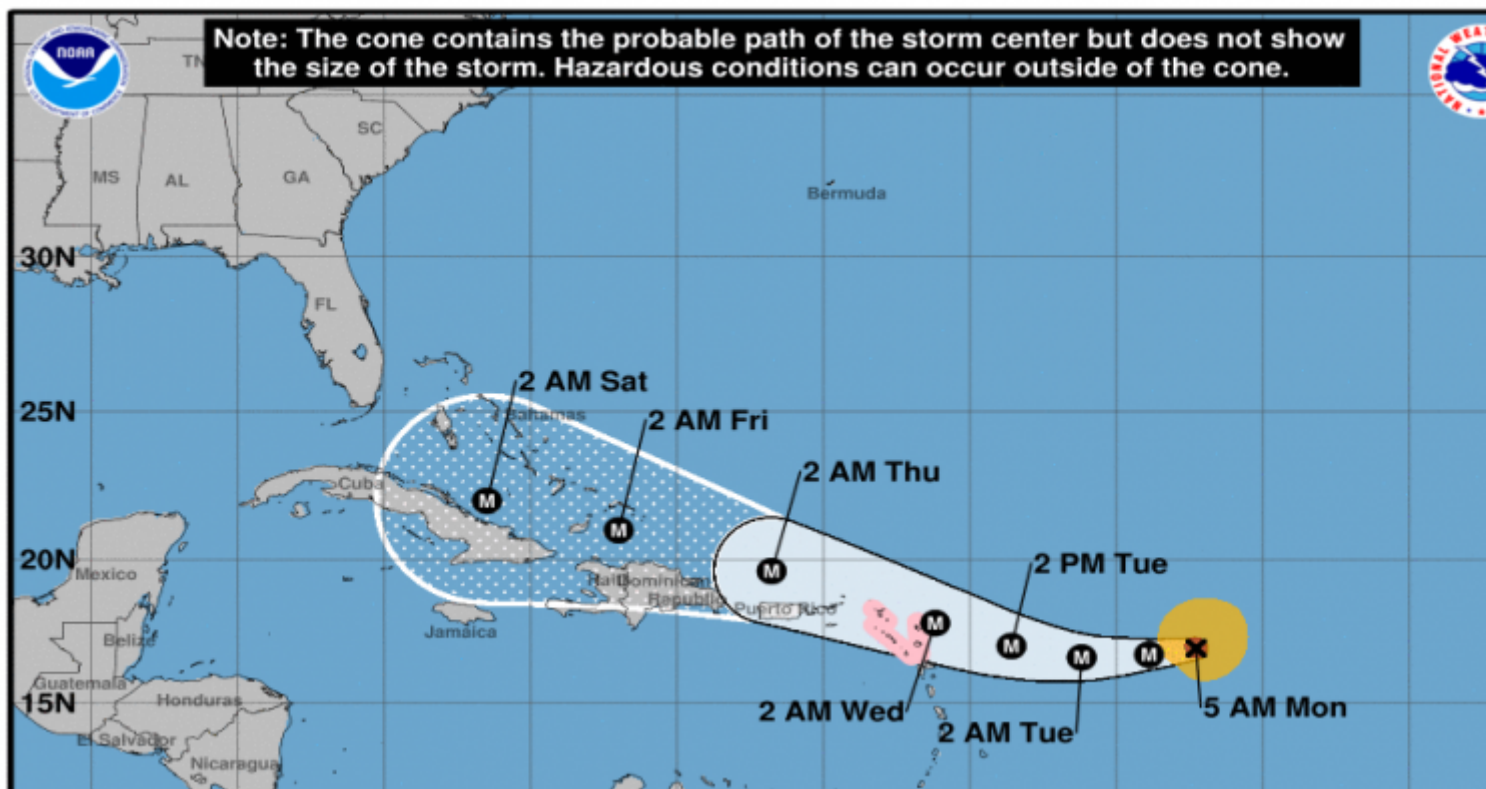 Note: The cone contains the probable path of the storm center but does not show
the size of the storm. Hazardous conditions can occur outside of the cone.
NOAA
TN
SC
MS
AL
GA
Bermuda
30N
FL
2 AM Sat
25N
Bahamas
2 AM Fri
2 AM Thu
Cuba
M
M
20N
Mexico
M
2 PM Tue
Haiti
Dominican
Republic
Puerto Rico
Jamaica
Belize
M
M
M
M
Guatemala
Honduras
15N
2 AM Wed
2 AM Tue
5 AM Mon
El Salvador
Nicaragua